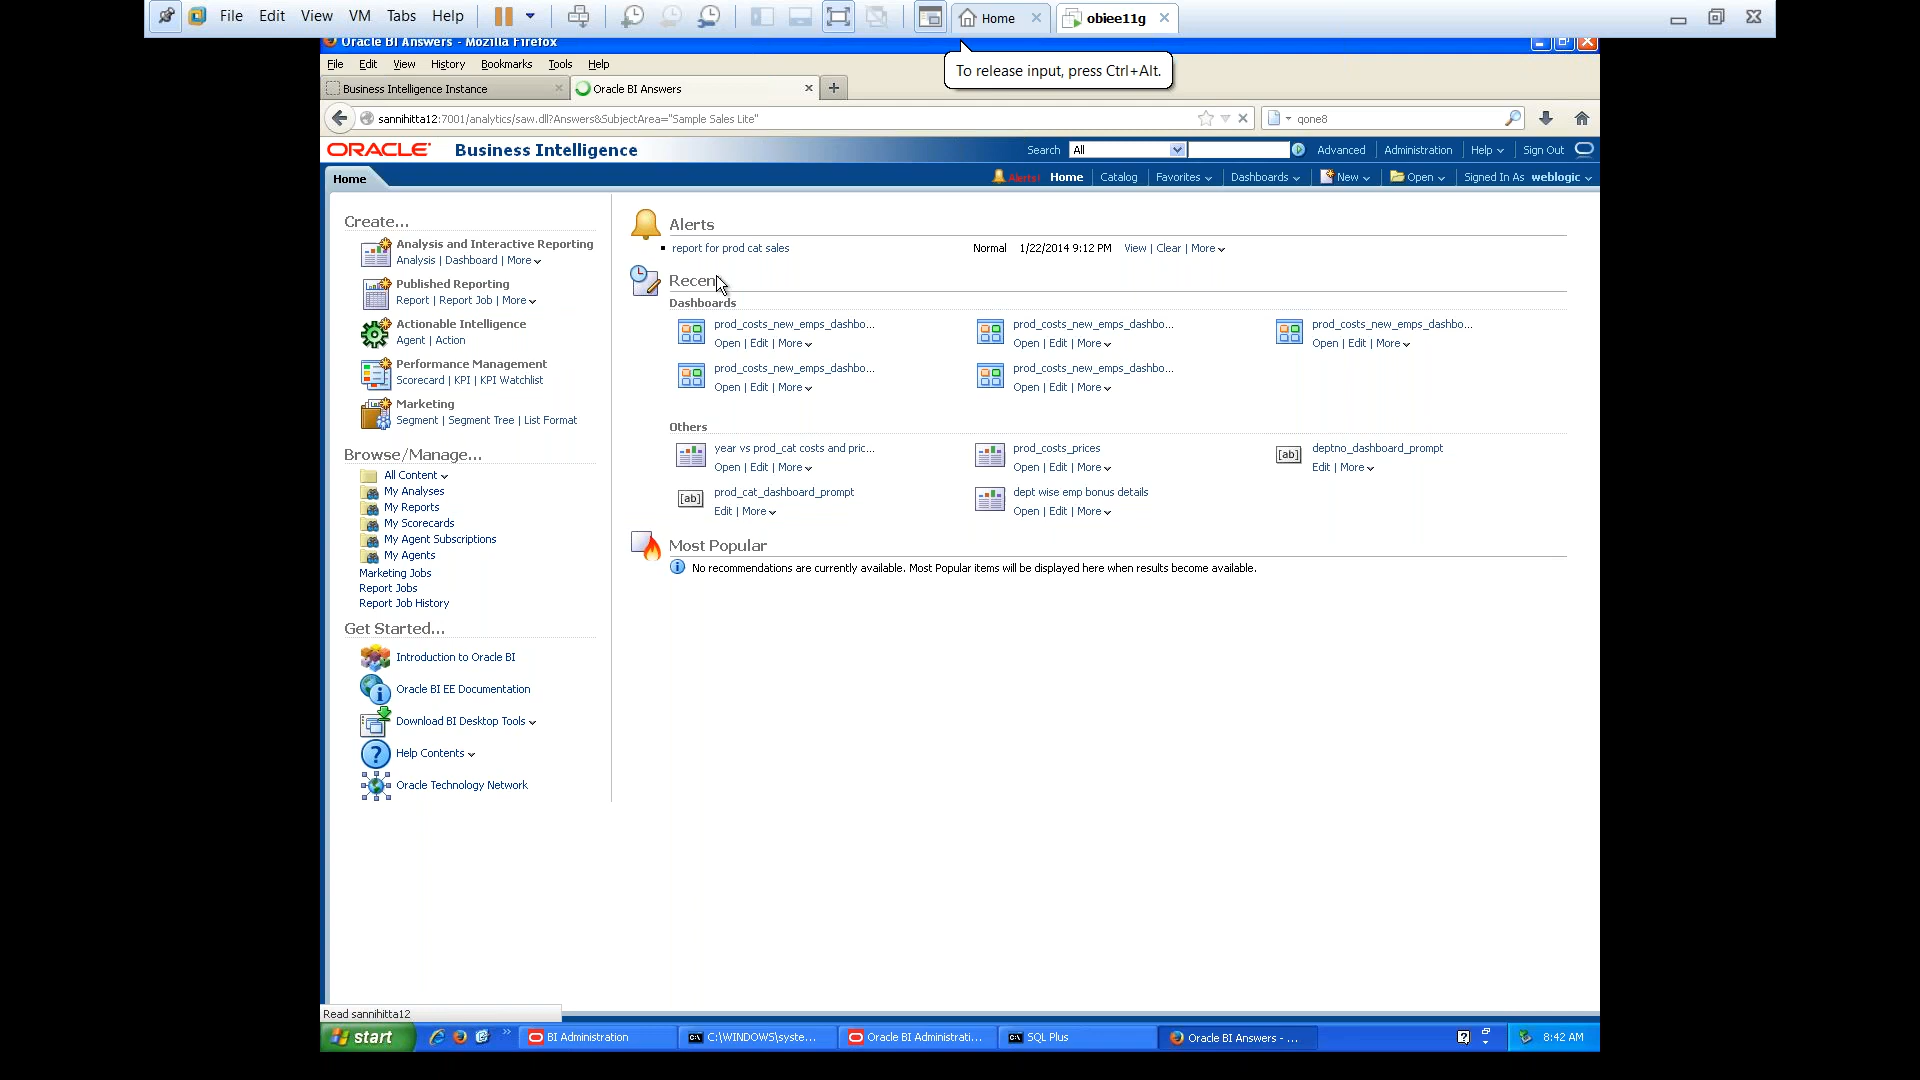 File Edit View VM Tabs Help Home obiee11g
Oracle BI Answers - Mozilla Firefox
To release input, press Ctrl+Alt.
File Edit View History Bookmarks Tools Help
Business Intelligence Instance Oracle BI Answers
sannihitta12:7001/analytics/saw.dll?Answers&SubjectArea="Sample Sales Lite" qone8
ORACLE Business Intelligence Search All Advanced Administration Help Sign Out
Home Alerts! Home Catalog Favorites Dashboards New Open Signed In As weblogic
Create...
Analysis and Interactive Reporting
Analysis | Dashboard | More
Published Reporting
Report | Report Job | More
Actionable Intelligence
Agent | Action
Performance Management
Scorecard | KPI | KPI Watchlist
Marketing
Segment | Segment Tree | List Format
Browse/Manage...
All Content
My Analyses
My Reports
My Scorecards
My Agent Subscriptions
My Agents
Marketing Jobs
Report Jobs
Report Job History
Get Started...
Introduction to Oracle BI
Oracle BI EE Documentation
Download BI Desktop Tools
Help Contents
Oracle Technology Network
Alerts
report for prod cat sales Normal 1/22/2014 9:12 PM View | Clear | More
Recent
Dashboards
prod_costs_new_emps_dashbo... prod_costs_new_emps_dashbo... prod_costs_new_emps_dashbo...
Open | Edit | More Open | Edit | More Open | Edit | More
prod_costs_new_emps_dashbo... prod_costs_new_emps_dashbo...
Open | Edit | More Open | Edit | More
Others
year vs prod_cat costs and pric... prod_costs_prices [ab] deptno_dashboard_prompt
Open | Edit | More Open | Edit | More Edit | More
[ab] prod_cat_dashboard_prompt dept wise emp bonus details
Edit | More Open | Edit | More
Most Popular
No recommendations are currently available. Most Popular items will be displayed here when results become available.
Read sannihitta12
start BI Administration C:\WINDOWS\syste... Oracle BI Administrati... SQL Plus Oracle BI Answers - ... 8:42 AM